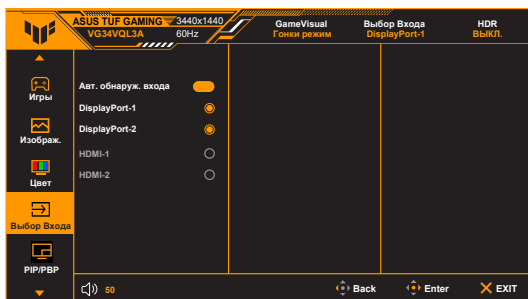 ASUS TUF GAMING 3440x1440
VG34VQL3A 60Hz
GameVisual
Гонки режим
Выбор Входа
DisplayPort-1
HDR
ВЫКЛ.
Игры
Изображ.
Цвет
Выбор Входа
PIP/PBP
Авт. обнаруж. входа
DisplayPort-1
DisplayPort-2
HDMI-1
HDMI-2
50
Back
Enter
EXIT